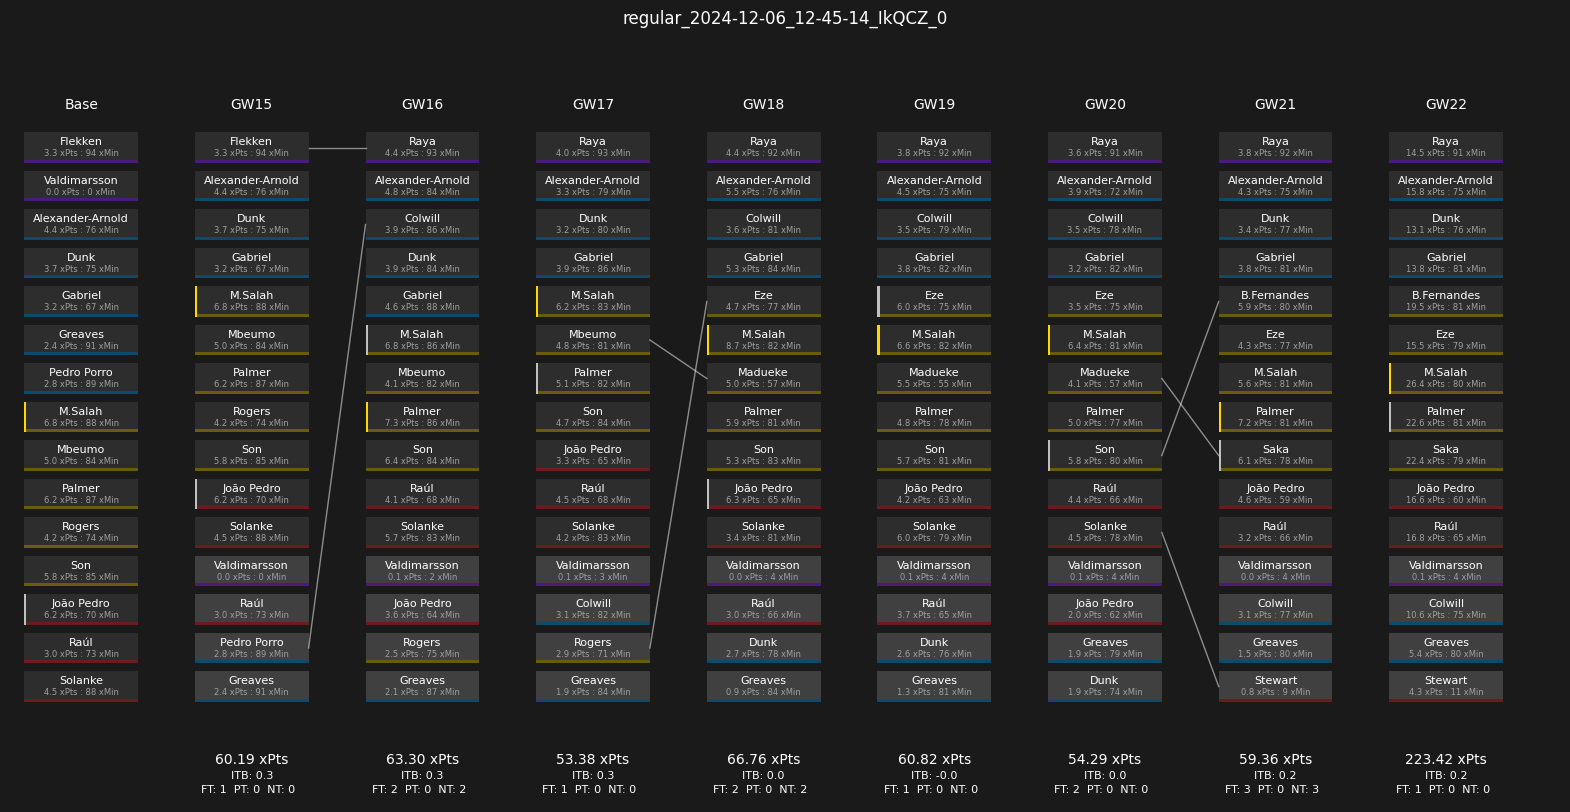 regular_2024-12-06_12-45-14_IkQCZ_0
Base
Flekken
3.3 xPts : 94 xMin
Valdimarsson
0.0 xPts : 0 xMin
Alexander-Arnold
4.4 xPts : 76 xMin
Dunk
3.7 xPts : 75 xMin
Gabriel
3.2 xPts : 67 xMin
Greaves
2.4 xPts : 91 xMin
Pedro Porro
2.8 xPts : 89 xMin
M.Salah
6.8 xPts : 88 xMin
Mbeumo
5.0 xPts : 84 xMin
Palmer
6.2 xPts : 87 xMin
Rogers
4.2 xPts : 74 xMin
Son
5.8 xPts : 85 xMin
João Pedro
6.2 xPts : 70 xMin
Raúl
3.0 xPts : 73 xMin
Solanke
4.5 xPts : 88 xMin
GW15
Flekken
3.3 xPts : 94 xMin
Alexander-Arnold
4.4 xPts : 76 xMin
Dunk
3.7 xPts : 75 xMin
Gabriel
3.2 xPts : 67 xMin
M.Salah
6.8 xPts : 88 xMin
Mbeumo
5.0 xPts : 84 xMin
Palmer
6.2 xPts : 87 xMin
Rogers
4.2 xPts : 74 xMin
Son
5.8 xPts : 85 xMin
João Pedro
6.2 xPts : 70 xMin
Solanke
4.5 xPts : 88 xMin
Valdimarsson
0.0 xPts : 0 xMin
Raúl
3.0 xPts : 73 xMin
Pedro Porro
2.8 xPts : 89 xMin
Greaves
2.4 xPts : 91 xMin
60.19 xPts
ITB: 0.3
FT: 1 PT: 0 NT: 0
GW16
Raya
4.4 xPts : 93 xMin
Alexander-Arnold
4.8 xPts : 84 xMin
Colwill
3.9 xPts : 86 xMin
Dunk
3.9 xPts : 84 xMin
Gabriel
4.6 xPts : 88 xMin
M.Salah
6.8 xPts : 86 xMin
Mbeumo
4.1 xPts : 82 xMin
Palmer
7.3 xPts : 86 xMin
Son
6.4 xPts : 84 xMin
Raúl
4.1 xPts : 68 xMin
Solanke
5.7 xPts : 83 xMin
Valdimarsson
0.1 xPts : 2 xMin
João Pedro
3.6 xPts : 64 xMin
Rogers
2.5 xPts : 75 xMin
Greaves
2.1 xPts : 87 xMin
63.30 xPts
ITB: 0.3
FT: 2 PT: 0 NT: 2
GW17
Raya
4.0 xPts : 93 xMin
Alexander-Arnold
3.3 xPts : 79 xMin
Dunk
3.2 xPts : 80 xMin
Gabriel
3.9 xPts : 86 xMin
M.Salah
6.2 xPts : 83 xMin
Mbeumo
4.8 xPts : 81 xMin
Palmer
5.1 xPts : 82 xMin
Son
4.7 xPts : 84 xMin
João Pedro
3.3 xPts : 65 xMin
Raúl
4.5 xPts : 68 xMin
Solanke
4.2 xPts : 83 xMin
Valdimarsson
0.1 xPts : 3 xMin
Colwill
3.1 xPts : 82 xMin
Rogers
2.9 xPts : 71 xMin
Greaves
1.9 xPts : 84 xMin
53.38 xPts
ITB: 0.3
FT: 1 PT: 0 NT: 0
GW18
Raya
4.4 xPts : 92 xMin
Alexander-Arnold
5.5 xPts : 76 xMin
Colwill
3.6 xPts : 81 xMin
Gabriel
5.3 xPts : 84 xMin
Eze
4.7 xPts : 77 xMin
M.Salah
8.7 xPts : 82 xMin
Madueke
5.0 xPts : 57 xMin
Palmer
5.9 xPts : 81 xMin
Son
5.3 xPts : 83 xMin
João Pedro
6.3 xPts : 65 xMin
Solanke
3.4 xPts : 81 xMin
Valdimarsson
0.0 xPts : 4 xMin
Raúl
3.0 xPts : 66 xMin
Dunk
2.7 xPts : 78 xMin
Greaves
0.9 xPts : 84 xMin
66.76 xPts
ITB: 0.0
FT: 2 PT: 0 NT: 2
GW19
Raya
3.8 xPts : 92 xMin
Alexander-Arnold
4.5 xPts : 75 xMin
Colwill
3.5 xPts : 79 xMin
Gabriel
3.8 xPts : 82 xMin
Eze
6.0 xPts : 75 xMin
M.Salah
6.6 xPts : 82 xMin
Madueke
5.5 xPts : 55 xMin
Palmer
4.8 xPts : 78 xMin
Son
5.7 xPts : 81 xMin
João Pedro
4.2 xPts : 63 xMin
Solanke
6.0 xPts : 79 xMin
Valdimarsson
0.1 xPts : 4 xMin
Raúl
3.7 xPts : 65 xMin
Dunk
2.6 xPts : 76 xMin
Greaves
1.3 xPts : 81 xMin
60.82 xPts
ITB: -0.0
FT: 1 PT: 0 NT: 0
GW20
Raya
3.6 xPts : 91 xMin
Alexander-Arnold
3.9 xPts : 72 xMin
Colwill
3.5 xPts : 78 xMin
Gabriel
3.2 xPts : 82 xMin
Eze
3.5 xPts : 75 xMin
M.Salah
6.4 xPts : 81 xMin
Madueke
4.1 xPts : 57 xMin
Palmer
5.0 xPts : 77 xMin
Son
5.8 xPts : 80 xMin
Raúl
4.4 xPts : 66 xMin
Solanke
4.5 xPts : 78 xMin
Valdimarsson
0.1 xPts : 4 xMin
João Pedro
2.0 xPts : 62 xMin
Greaves
1.9 xPts : 79 xMin
Dunk
1.9 xPts : 74 xMin
54.29 xPts
ITB: 0.0
FT: 2 PT: 0 NT: 0
GW21
Raya
3.8 xPts : 92 xMin
Alexander-Arnold
4.3 xPts : 75 xMin
Dunk
3.4 xPts : 77 xMin
Gabriel
3.8 xPts : 81 xMin
B.Fernandes
5.9 xPts : 80 xMin
Eze
4.3 xPts : 77 xMin
M.Salah
5.6 xPts : 81 xMin
Palmer
7.2 xPts : 81 xMin
Saka
6.1 xPts : 78 xMin
João Pedro
4.6 xPts : 59 xMin
Raúl
3.2 xPts : 66 xMin
Valdimarsson
0.0 xPts : 4 xMin
Colwill
3.1 xPts : 77 xMin
Greaves
1.5 xPts : 80 xMin
Stewart
0.8 xPts : 9 xMin
59.36 xPts
ITB: 0.2
FT: 3 PT: 0 NT: 3
GW22
Raya
14.5 xPts : 91 xMin
Alexander-Arnold
15.8 xPts : 75 xMin
Dunk
13.1 xPts : 76 xMin
Gabriel
13.8 xPts : 81 xMin
B.Fernandes
19.5 xPts : 81 xMin
Eze
15.5 xPts : 79 xMin
M.Salah
26.4 xPts : 80 xMin
Palmer
22.6 xPts : 81 xMin
Saka
22.4 xPts : 79 xMin
João Pedro
16.6 xPts : 60 xMin
Raúl
16.8 xPts : 65 xMin
Valdimarsson
0.1 xPts : 4 xMin
Colwill
10.6 xPts : 75 xMin
Greaves
5.4 xPts : 80 xMin
Stewart
4.3 xPts : 11 xMin
223.42 xPts
ITB: 0.2
FT: 1 PT: 0 NT: 0